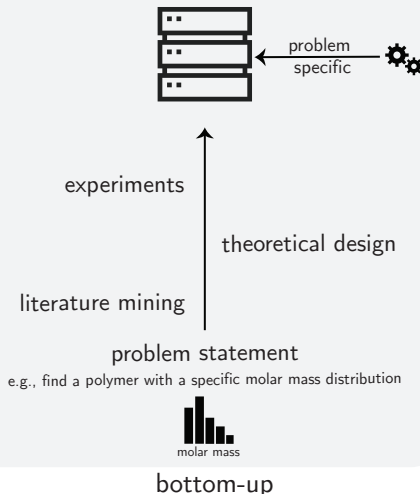 problem
specific
experiments
theoretical design
literature mining
problem statement
e.g., find a polymer with a specific molar mass distribution
molar mass
bottom-up